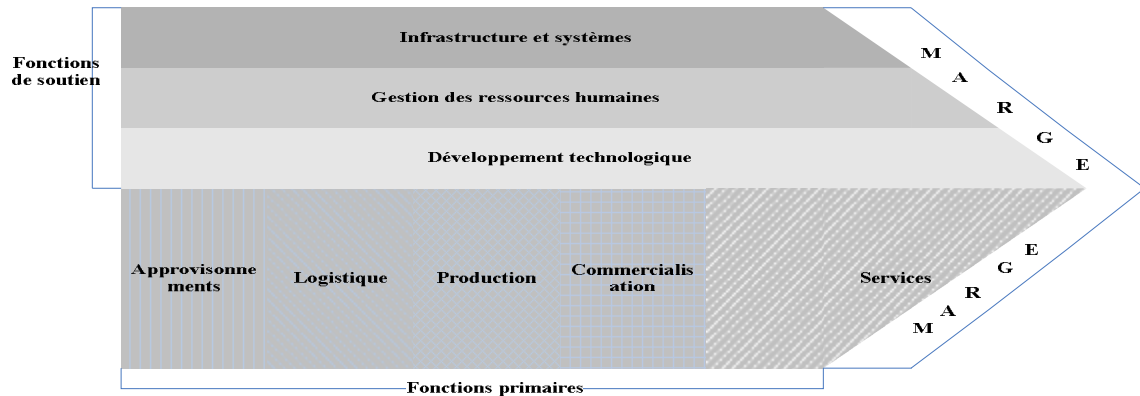 Infrastructure et systèmes
Fonctions
de soutien
Gestion des ressources humaines
Développement technologique
M A R G E
Approvisonne
ments
Logistique
Production
Commercialis
ation
Services
M A R G E
Fonctions primaires